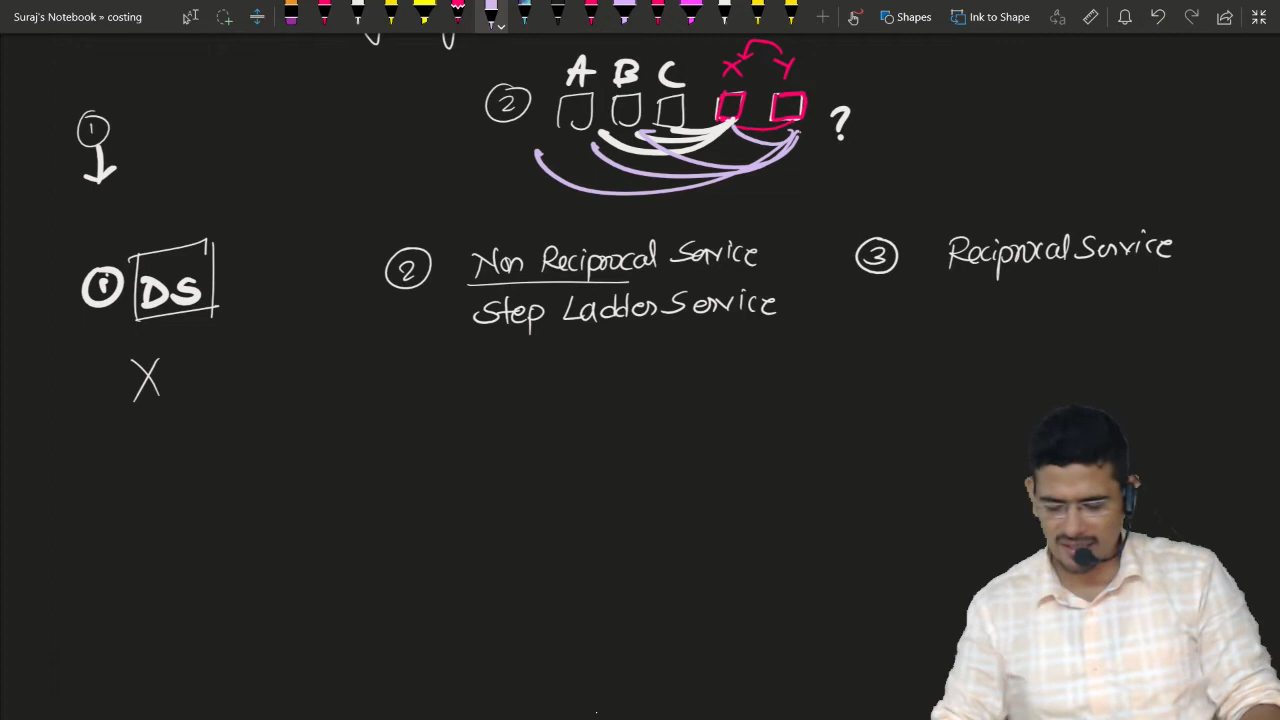 Suraj's Notebook » costing
Shapes
Ink to Shape
A B C X Y
②
?
①
① DS
② Non Reciprocal Service
Step Ladder Service
③ Reciprocal Service
X